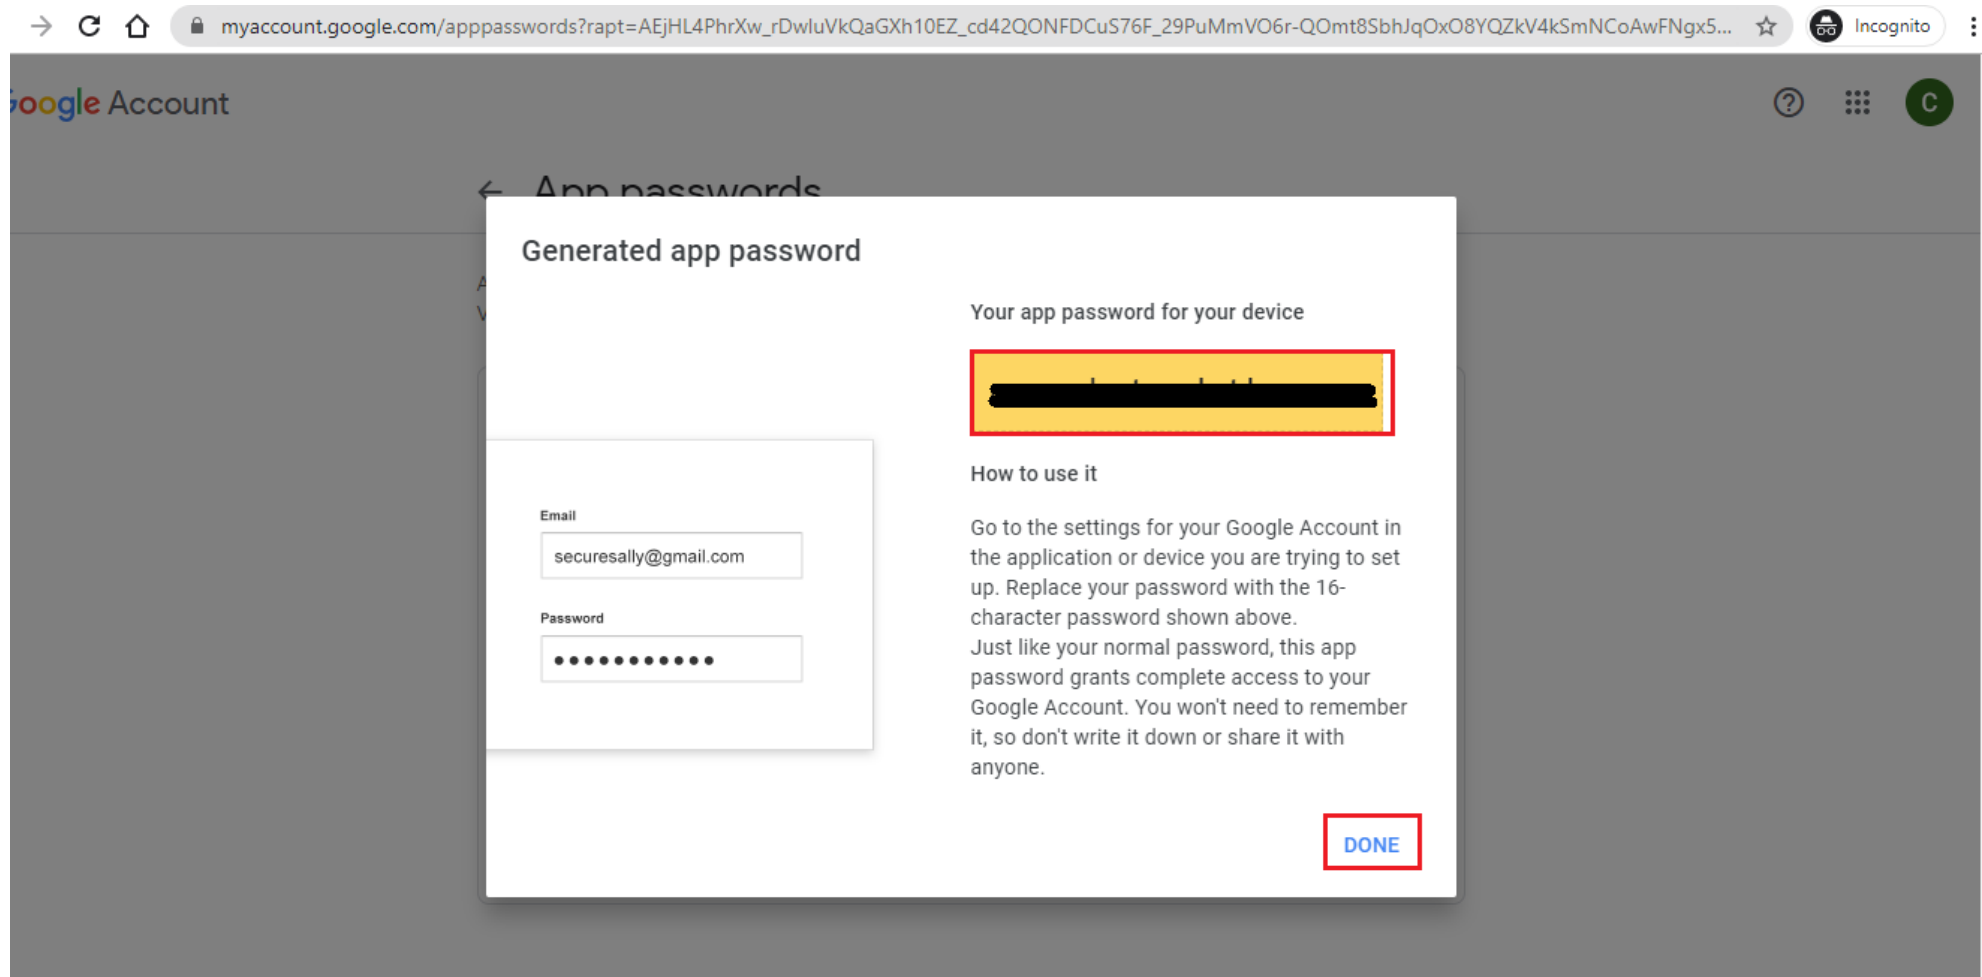 myaccount.google.com/apppasswords?rapt=AEjHL4PhrXw_rDwIuVkQaGXh10EZ_cd42QONFDCuS76F_29PuMmVO6r-QOmt8SbhJqOxO8YQZkV4kSmNCoAwFNgx5...
Incognito
Google Account
C
App passwords
Generated app password
Your app password for your device
How to use it
Go to the settings for your Google Account in
the application or device you are trying to set
up. Replace your password with the 16-
character password shown above.
Just like your normal password, this app
password grants complete access to your
Google Account. You won't need to remember
it, so don't write it down or share it with
anyone.
Email
securesally@gmail.com
Password
DONE